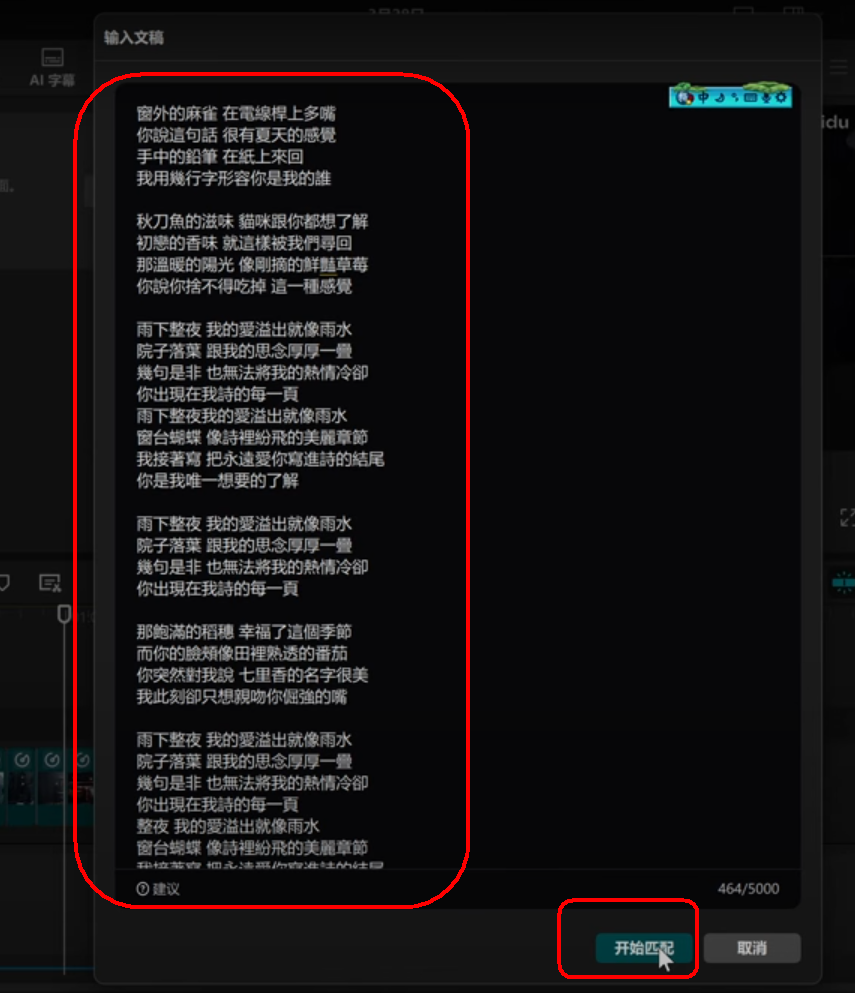 输入文稿
AI 字幕
窗外的麻雀 在電線桿上多嘴
你說這句話 很有夏天的感覺
手中的鉛筆 在紙上來回
我用幾行字形容你是我的誰
秋刀魚的滋味 貓咪跟你都想了解
初戀的香味 就這樣被我們尋回
那溫暖的陽光 像剛摘的鮮豔草莓
你說你捨不得吃掉 這一種感覺
雨下整夜 我的愛溢出就像雨水
院子落葉 跟我的思念厚厚一疊
幾句是非 也無法將我的熱情冷卻
你出現在我詩的每一頁
雨下整夜我的愛溢出就像雨水
窗台蝴蝶 像詩裡紛飛的美麗章節
我接著寫 把永遠愛你寫進詩的結尾
你是我唯一想要的了解
雨下整夜 我的愛溢出就像雨水
院子落葉 跟我的思念厚厚一疊
幾句是非 也無法將我的熱情冷卻
你出現在我詩的每一頁
那飽滿的稻穗 幸福了這個季節
而你的臉頰像田裡熟透的番茄
你突然對我說 七里香的名字很美
我此刻卻只想親吻你倔強的嘴
雨下整夜 我的愛溢出就像雨水
院子落葉 跟我的思念厚厚一疊
幾句是非 也無法將我的熱情冷卻
你出現在我詩的每一頁
整夜 我的愛溢出就像雨水
窗台蝴蝶 像詩裡紛飛的美麗章節
我接著寫 把永遠愛你寫進詩的結尾
建议
464/5000
开始匹配
取消
中
idu